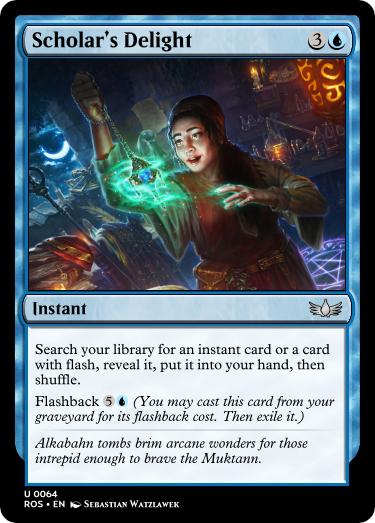 Scholar's Delight 3
Instant
Search your library for an instant card or a card
with flash, reveal it, put it into your hand, then
shuffle.
Flashback 5 (You may cast this card from your
graveyard for its flashback cost. Then exile it.)
Alkabahn tombs brim arcane wonders for those
intrepid enough to brave the Muktann.
U 0064
ROS • EN Sebastian Watzlawek